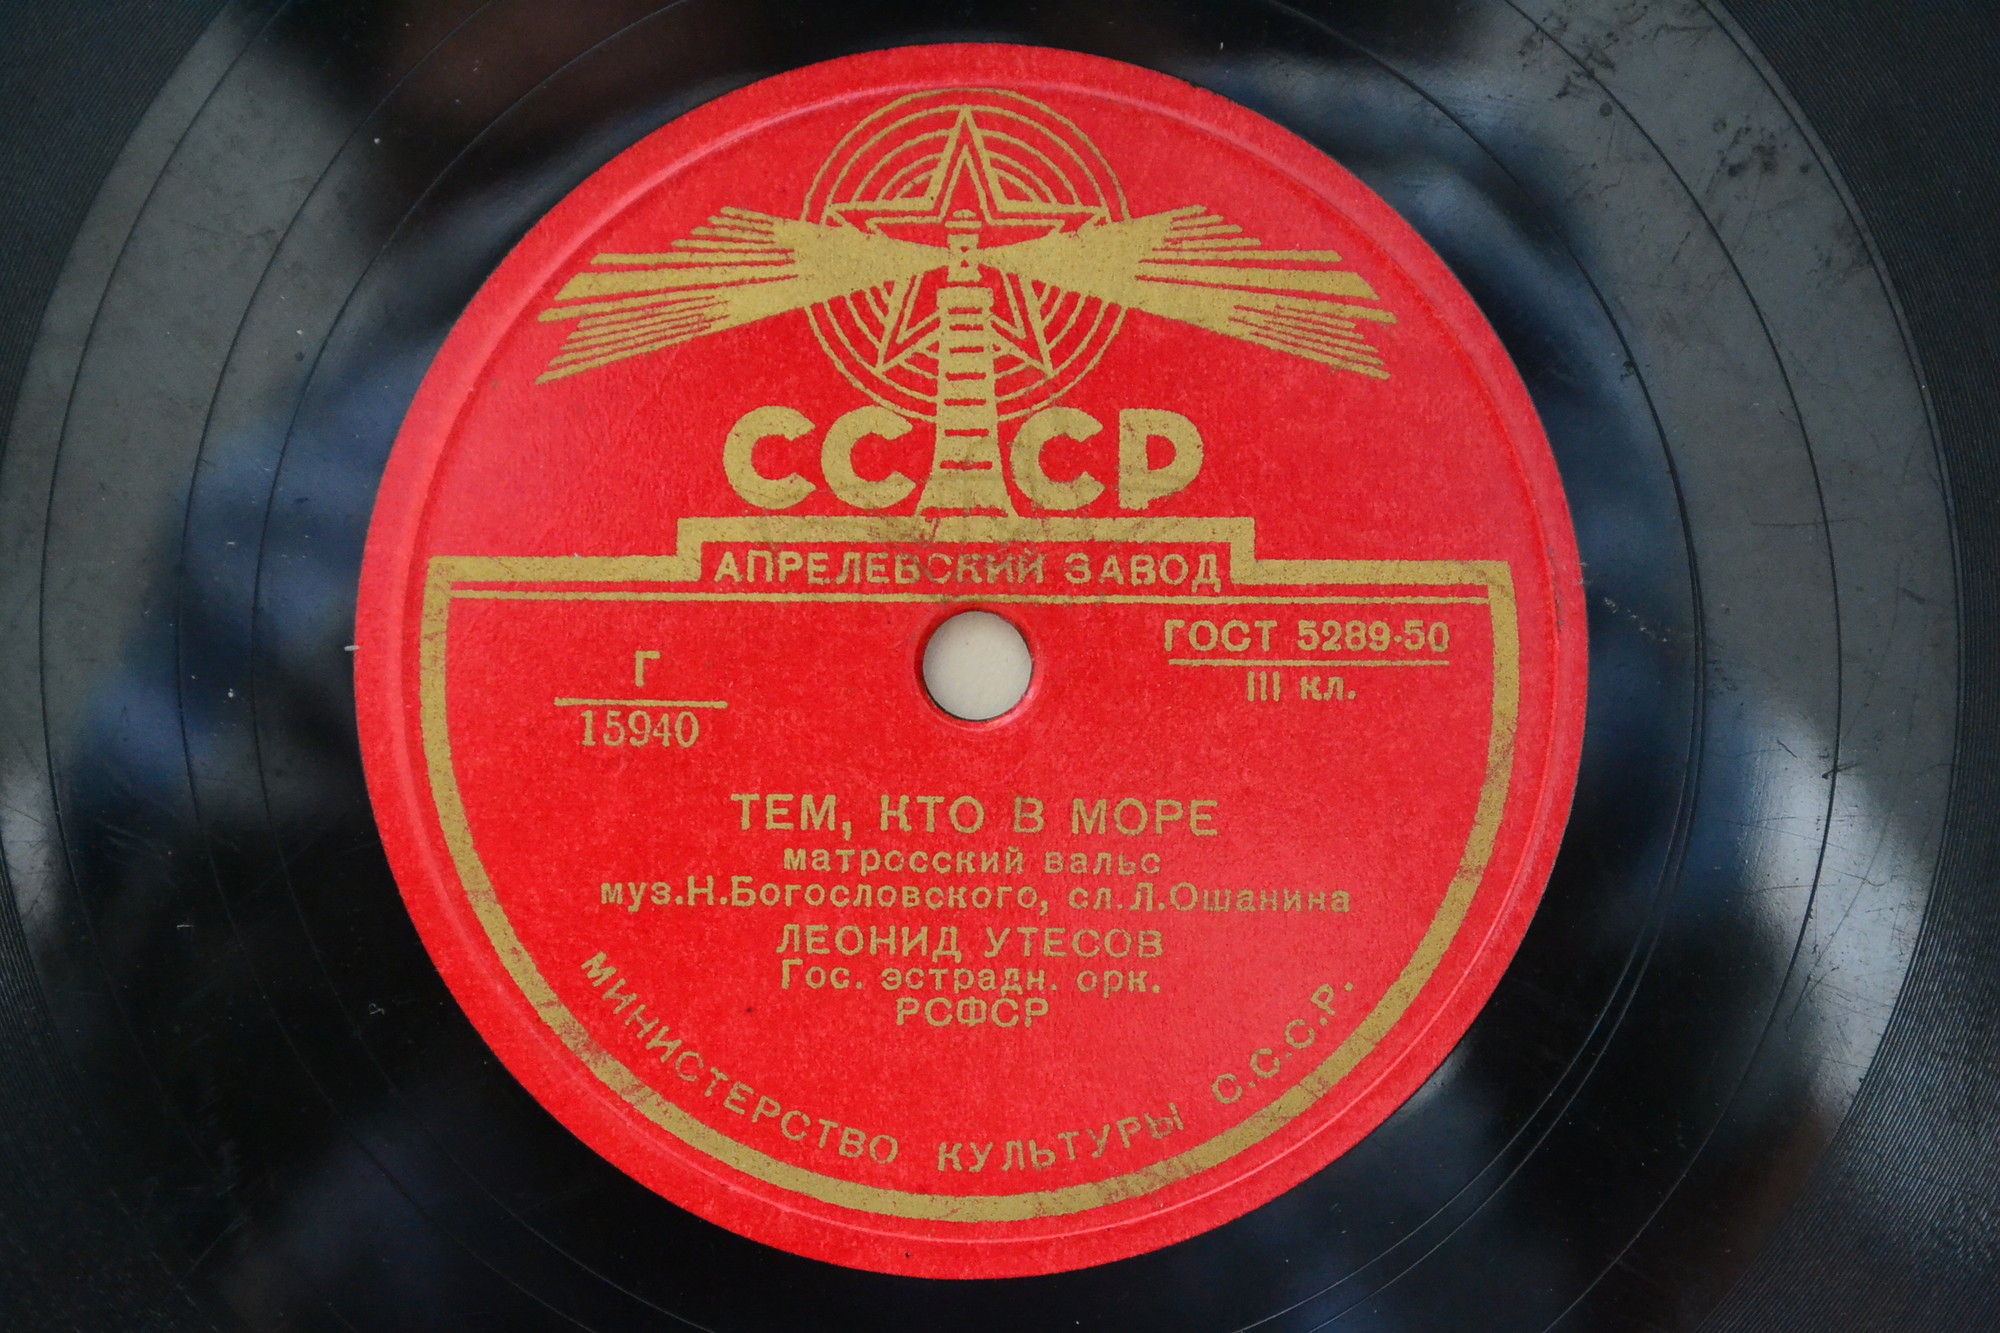 СССР
АПРЕЛЕВСКИЙ ЗАВОД
ГОСТ 5289-50
III кл.
Г
15940
ТЕМ, КТО В МОРЕ
матросский вальс
муз.Н.Богословского, сл.Л.Ошанина
ЛЕОНИД УТЕСОВ
Гос. эстрадн. орк.
РСФСР
МИНИСТЕРСТВО КУЛЬТУРЫ С.С.С.Р.